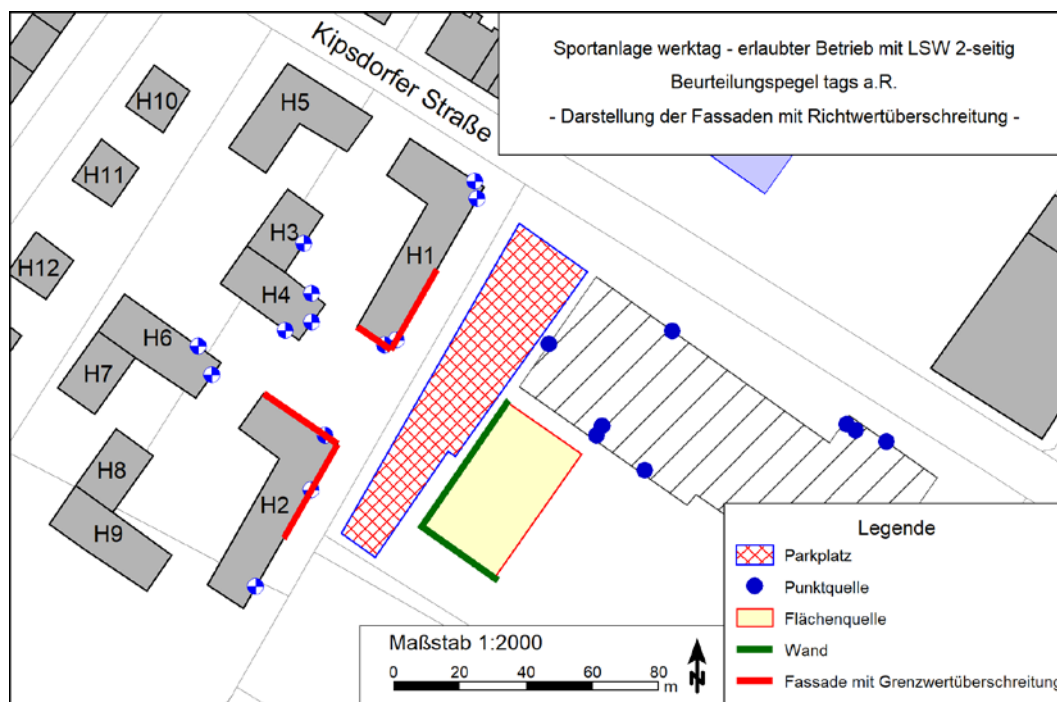 Sportanlage werktag - erlaubter Betrieb mit LSW 2-seitig
Beurteilungspegel tags a.R.
- Darstellung der Fassaden mit Richtwertüberschreitung -
Kipsdorfer Straße
H10
H5
H11
H3
H1
H12
H4
H6
H7
H8
H2
H9
Legende
Parkplatz
Punktquelle
Flächenquelle
Wand
Fassade mit Grenzwertüberschreitung
Maßstab 1:2000
0 20 40 60 80
m
N